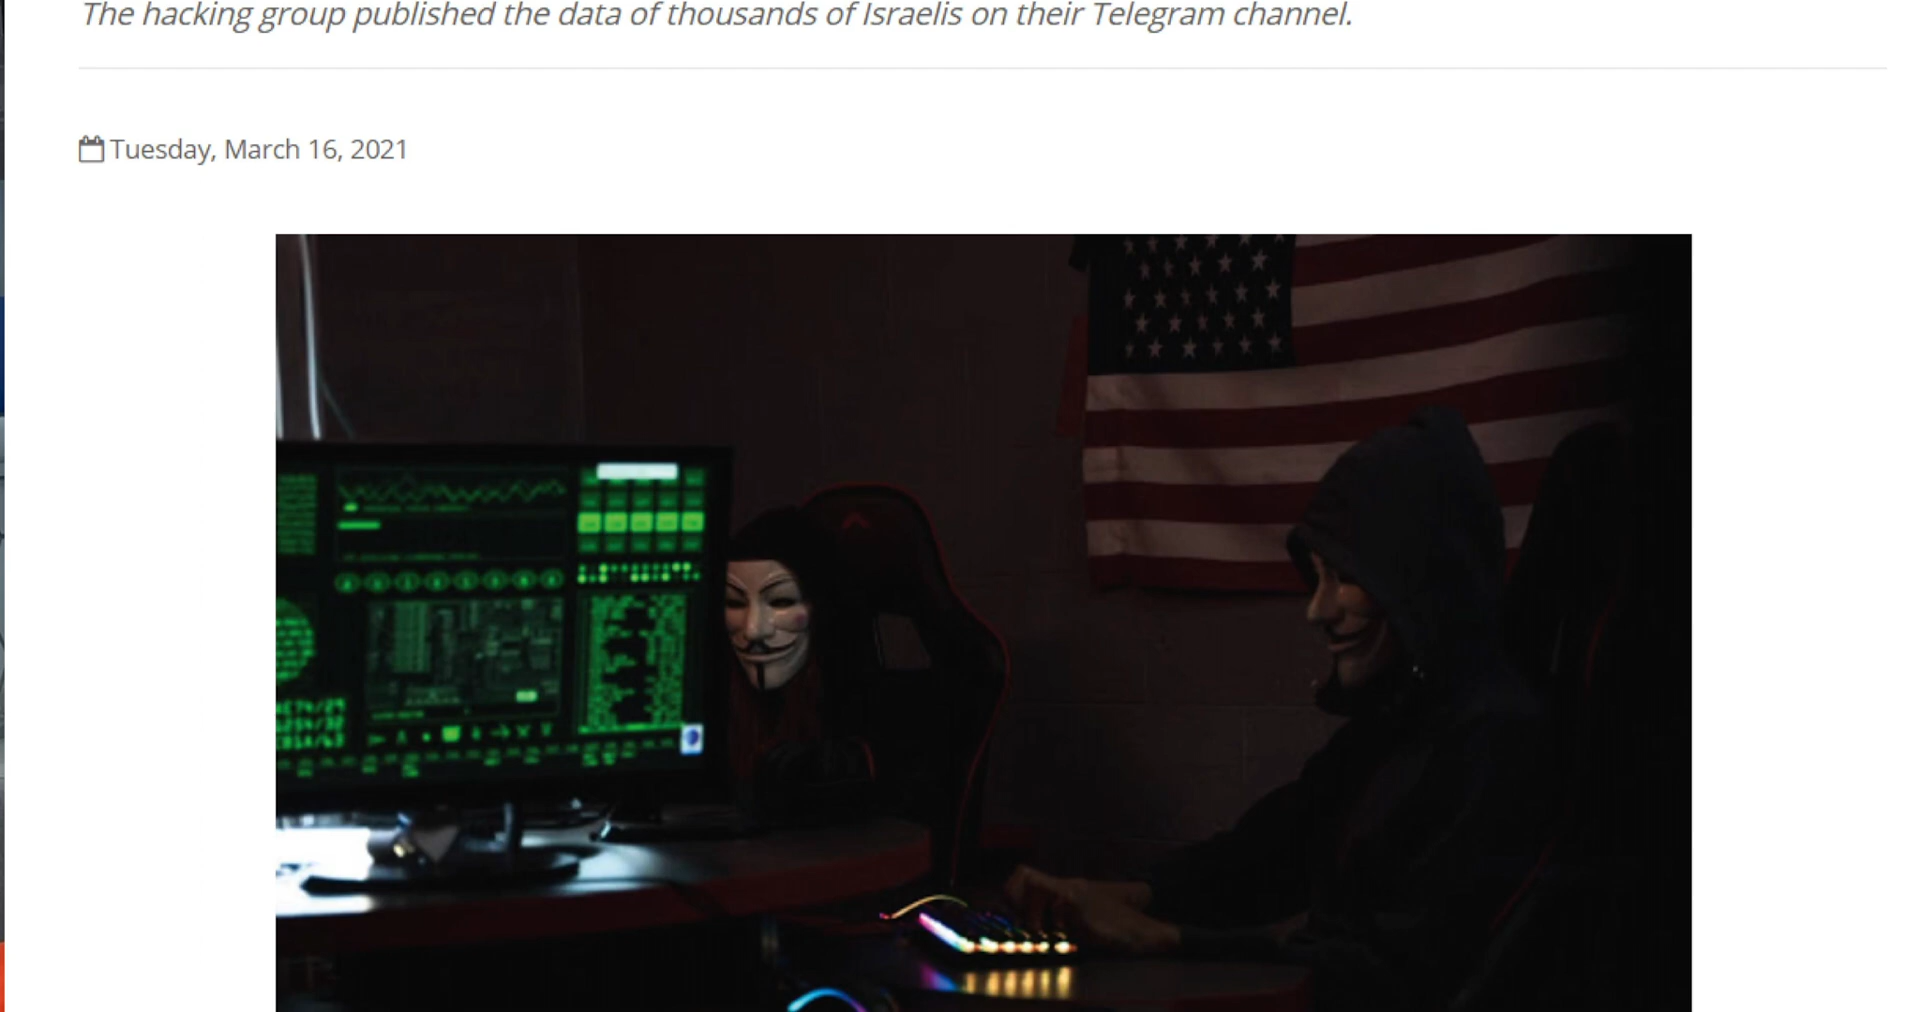 The hacking group published the data of thousands of Israelis on their Telegram channel.
Tuesday, March 16, 2021